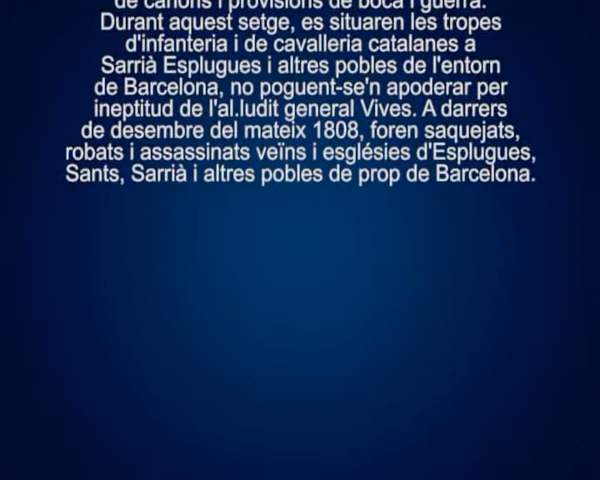 de canons i provisions de boca i guerra.
Durant aquest setge, es situaren les tropes
d'infanteria i de cavalleria catalanes a
Sarrià Esplugues i altres pobles de l'entorn
de Barcelona, no poguent-se'n apoderar per
ineptitud de l'al.ludit general Vives. A darrers
de desembre del mateix 1808, foren saquejats,
robats i assassinats veïns i esglésies d'Esplugues,
Sants, Sarrià i altres pobles de prop de Barcelona.